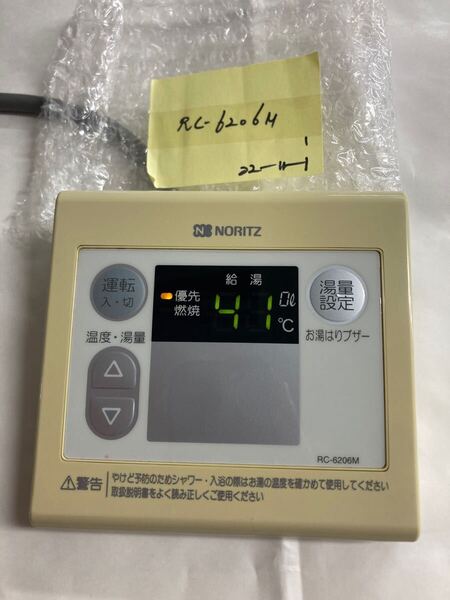 RC-6206M
NORITZ
運転
入・切
給湯
優先
燃焼
41
℃
湯量
設定
温度・湯量
お湯はりブザー
RC-6206M
警告
やけど予防のためシャワー・入浴の際はお湯の温度を確かめて使用してください
取扱説明書をよく読み正しくご使用ください